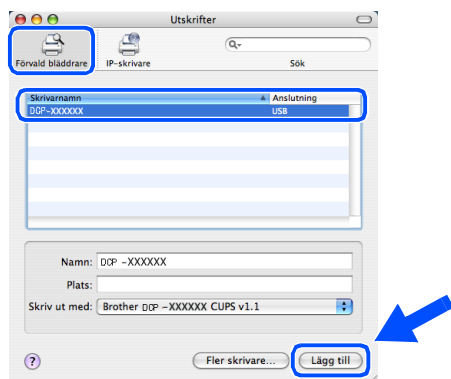 Utskrifter
Förvald bläddrare IP-skrivare Sök
Skrivarnamn Anslutning
DCP-XXXXXX USB
Namn: DCP -XXXXXX
Plats:
Skriv ut med: Brother DCP -XXXXXX CUPS v1.1
? Fler skrivare... Lägg till